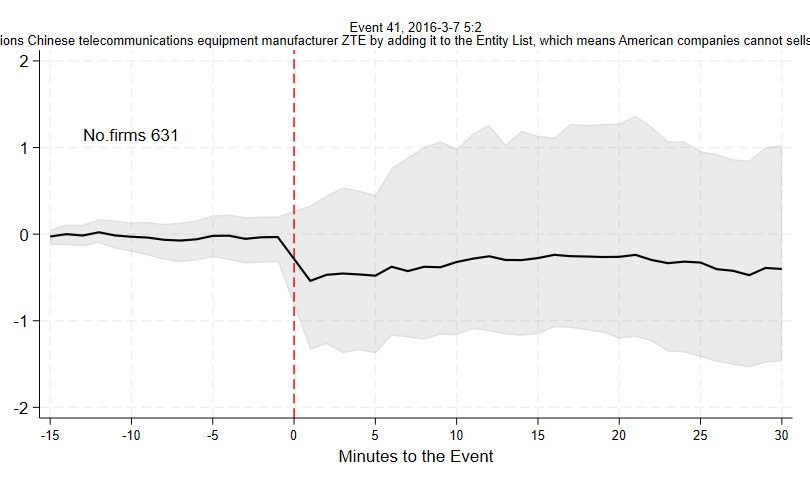 Event 41, 2016-3-7 5:2
ions Chinese telecommunications equipment manufacturer ZTE by adding it to the Entity List, which means American companies cannot sells
2
No.firms 631
1
0
-1
-2
-15 -10 -5 0 5 10 15 20 25 30
Minutes to the Event